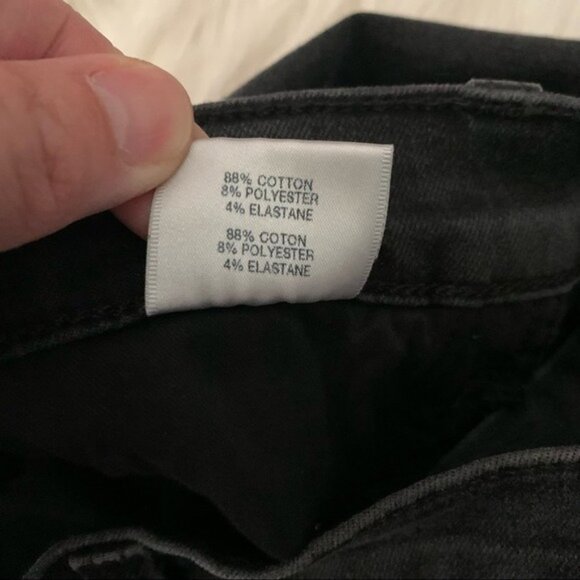 88% COTTON
8% POLYESTER
4% ELASTANE
88% COTON
8% POLYESTER
4% ELASTANE